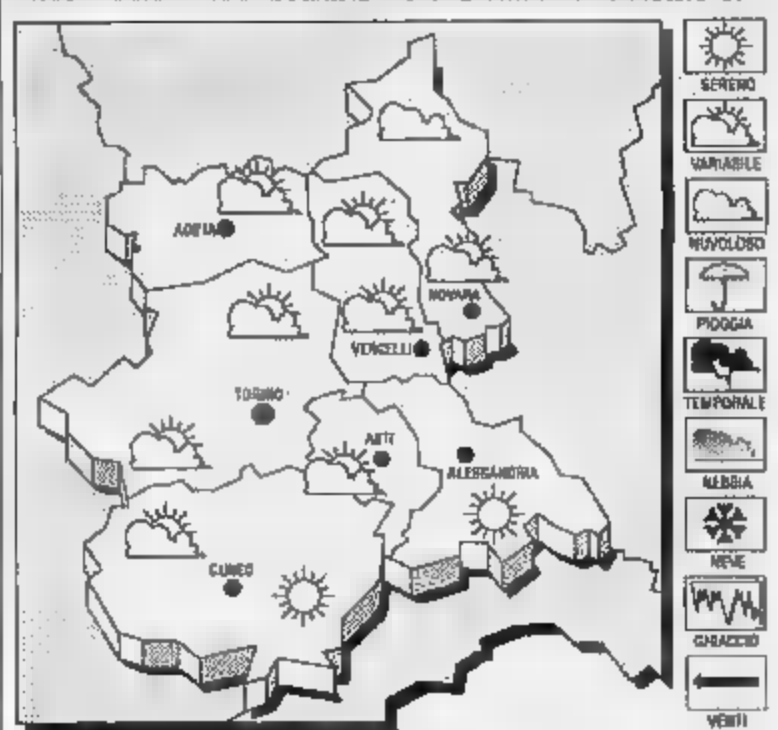 SERENO
VARIABILE
NUVOLOSO
PIOGGIA
TEMPORALE
NEBBIA
NEVE
GHIACCIO
VENTI
AOSTA
NOVARA
VERCELLI
TORINO
ASTI
ALESSANDRIA
CUNEO